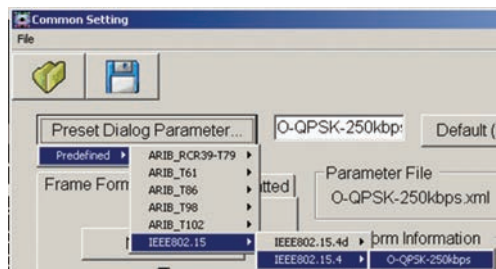 Common Setting
File
Preset Dialog Parameter...
O-QPSK-250kbp
Default (
Predefined
ARIB_RCR39-T79
ARIB_T61
ARIB_T86
ARIB_T98
ARIB_T102
IEEE802.15
Frame Form
tted
Parameter File
O-QPSK-250kbps.xml
IEEE802.15.4d
IEEE802.15.4
orm Information
O-QPSK-250kbps